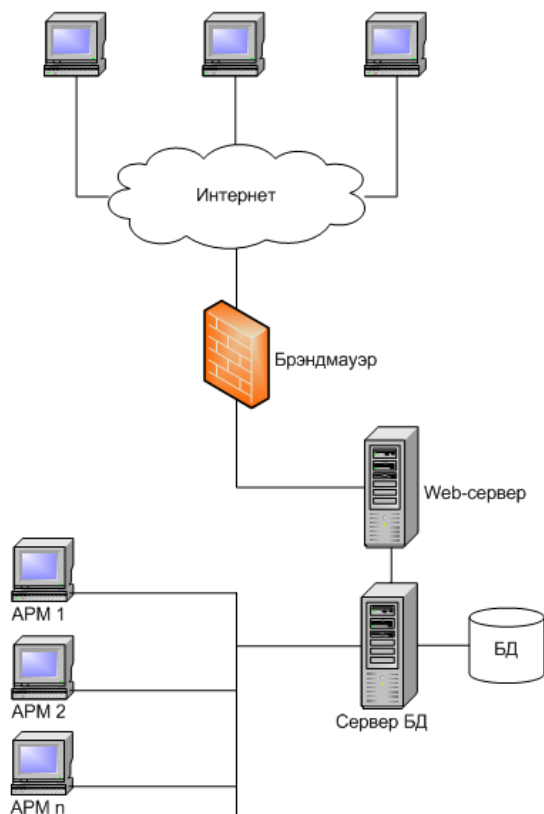 Интернет
Брэндмауэр
Web-сервер
АРМ 1
АРМ 2
БД
Сервер БД
АРМ n